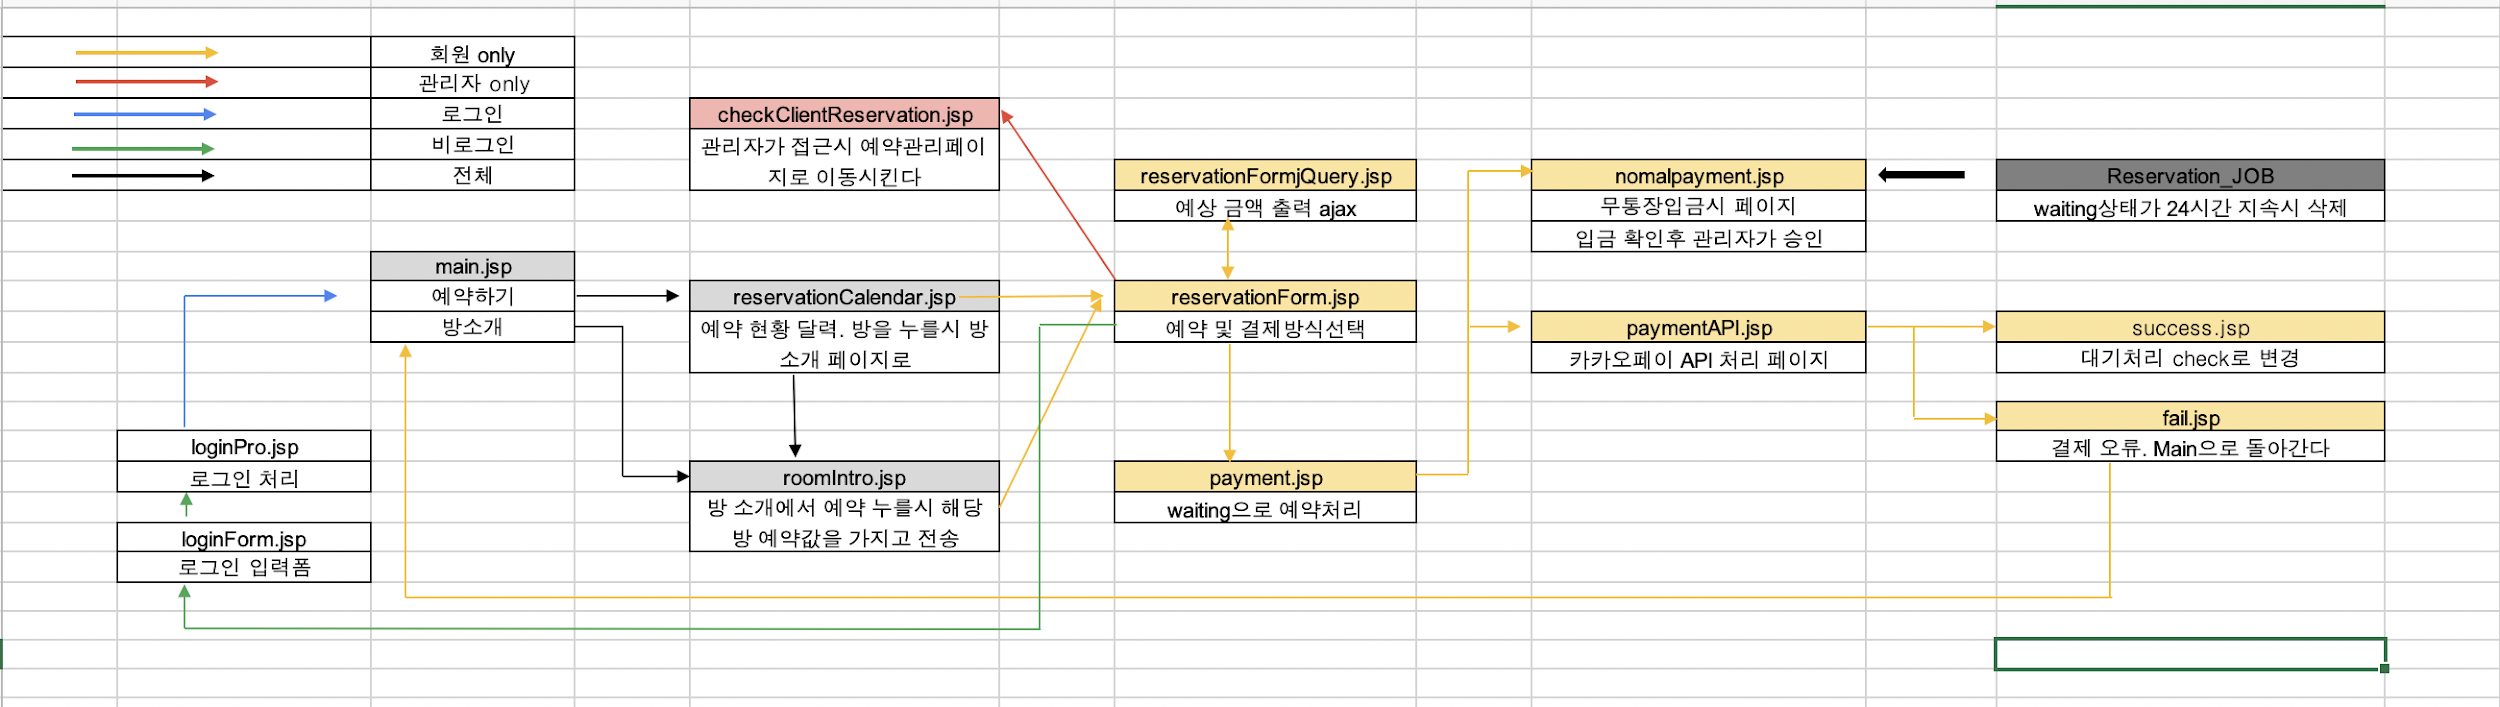 회원 only
관리자 only
로그인
비로그인
전체
checkClientReservation.jsp
관리자가 접근시 예약관리페이
지로 이동시킨다
reservationFormjQuery.jsp
예상 금액 출력 ajax
nomalpayment.jsp
무통장입금시 페이지
입금 확인후 관리자가 승인
Reservation_JOB
waiting상태가 24시간 지속시 삭제
main.jsp
예약하기
방소개
reservationCalendar.jsp
예약 현황 달력. 방을 누를시 방
소개 페이지로
reservationForm.jsp
예약 및 결제방식선택
paymentAPI.jsp
카카오페이 API 처리 페이지
success.jsp
대기처리 check로 변경
fail.jsp
결제 오류. Main으로 돌아간다
loginPro.jsp
로그인 처리
roomIntro.jsp
방 소개에서 예약 누를시 해당
방 예약값을 가지고 전송
payment.jsp
waiting으로 예약처리
loginForm.jsp
로그인 입력폼